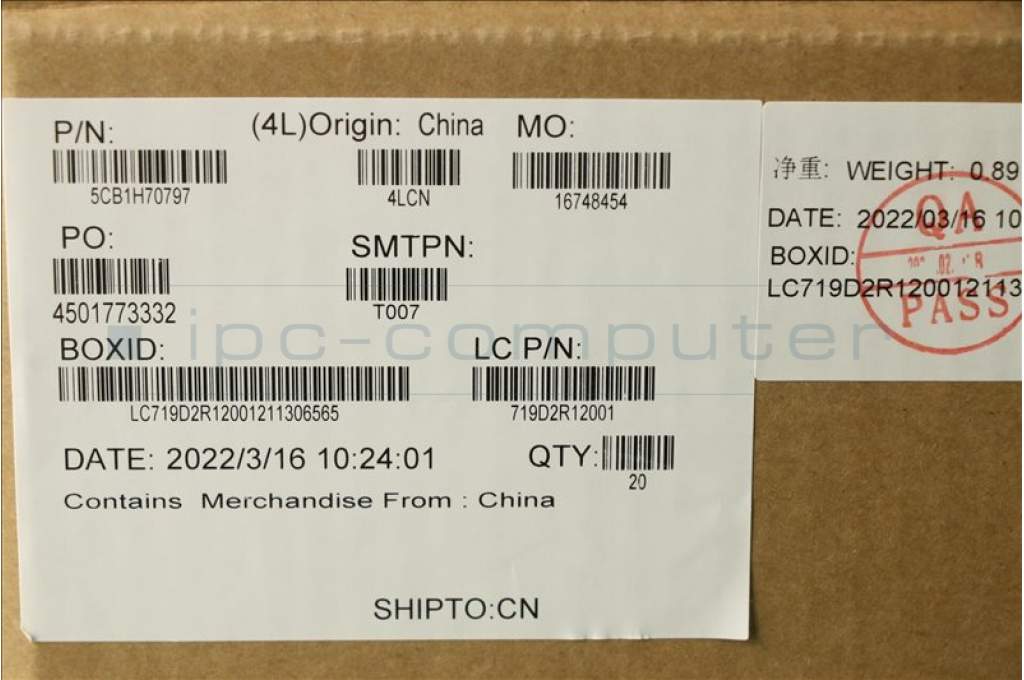 P/N:
(4L)Origin: China
MO:
5CB1H70797
4LCN
16748454
PO:
SMTPN:
4501773332
T007
BOXID:
LC P/N:
LC719D2R12001211306565
719D2R12001
DATE: 2022/3/16 10:24:01
QTY:
20
Contains Merchandise From : China
SHIPTO:CN
净重: WEIGHT: 0.89
DATE: 2022/03/16 10
BOXID:
LC719D2R120012113
QA
PASS
ipc-computer